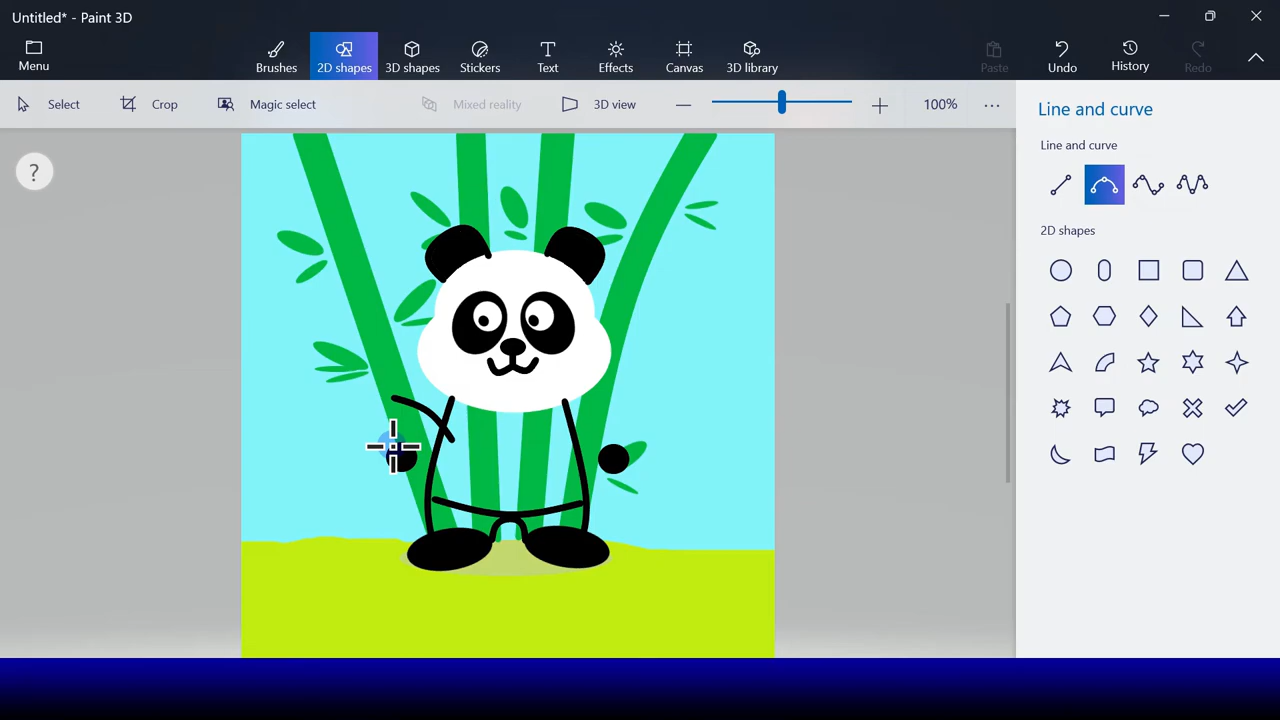 Untitled* - Paint 3D
Menu
Brushes
2D shapes
3D shapes
Stickers
Text
Effects
Canvas
3D library
Paste
Undo
History
Redo
Select
Crop
Magic select
Mixed reality
3D view
100%
?
Line and curve
Line and curve
2D shapes